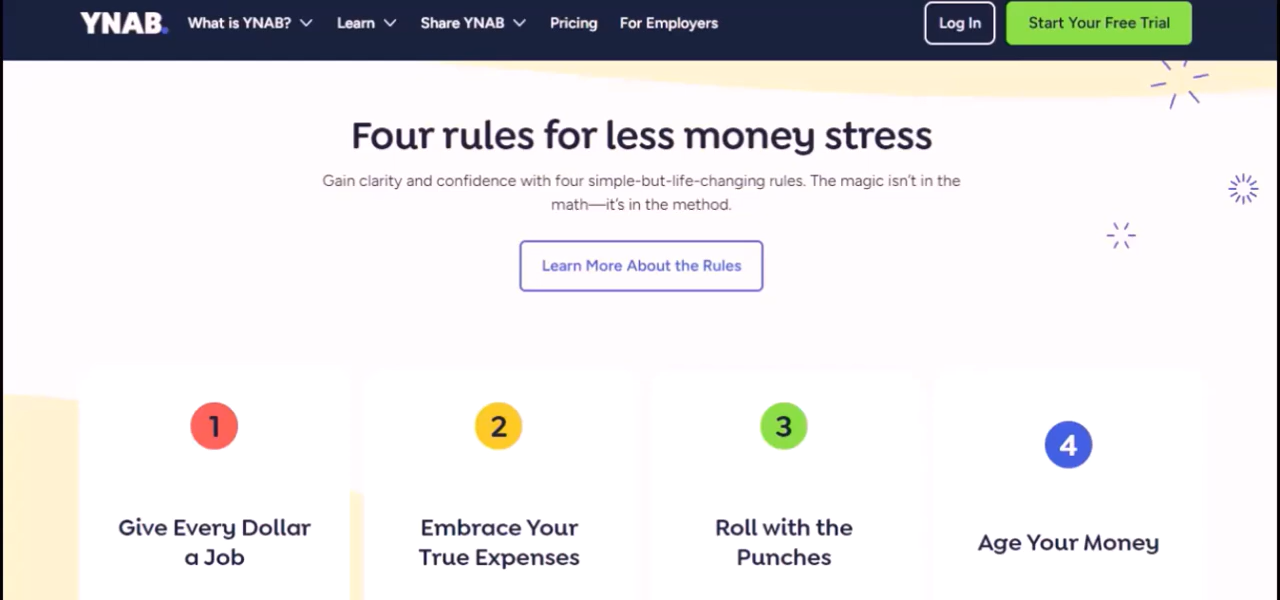 YNAB. What is YNAB? Learn Share YNAB Pricing For Employers Log In Start Your Free Trial
Four rules for less money stress
Gain clarity and confidence with four simple-but-life-changing rules. The magic isn't in the
math—it's in the method.
Learn More About the Rules
1
Give Every Dollar
a Job
2
Embrace Your
True Expenses
3
Roll with the
Punches
4
Age Your Money